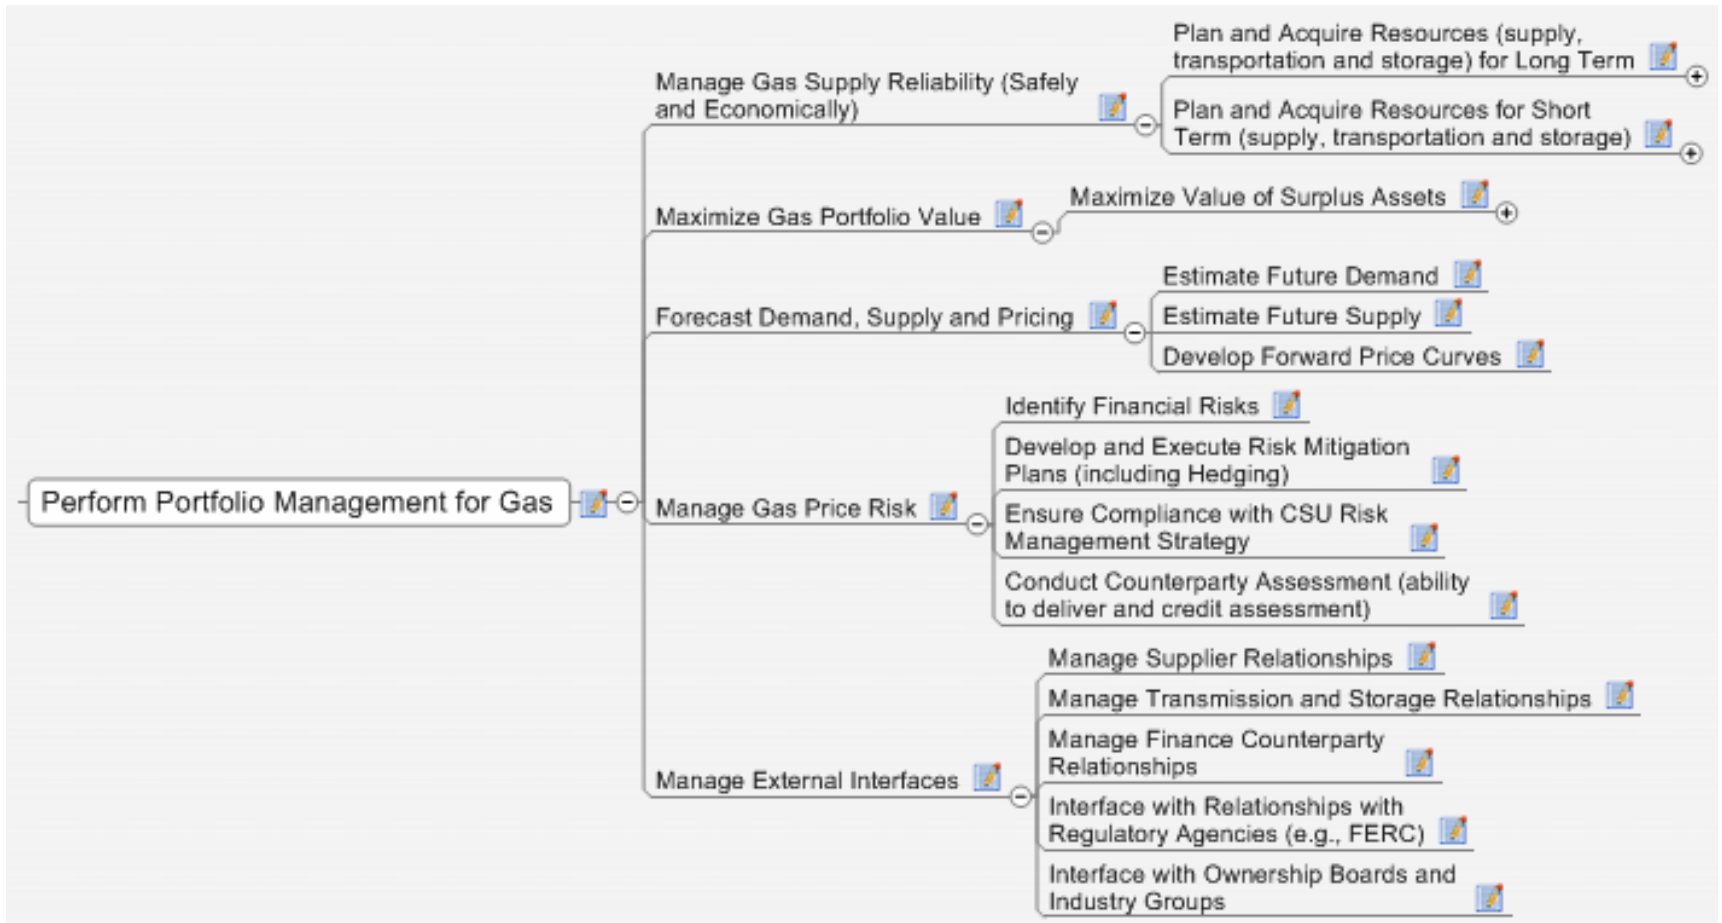 Plan and Acquire Resources (supply,
transportation and storage) for Long Term
Manage Gas Supply Reliability (Safely
and Economically)
Plan and Acquire Resources for Short
Term (supply, transportation and storage)
Maximize Gas Portfolio Value
Maximize Value of Surplus Assets
Forecast Demand, Supply and Pricing
Estimate Future Demand
Estimate Future Supply
Develop Forward Price Curves
Perform Portfolio Management for Gas
Manage Gas Price Risk
Identify Financial Risks
Develop and Execute Risk Mitigation
Plans (including Hedging)
Ensure Compliance with CSU Risk
Management Strategy
Conduct Counterparty Assessment (ability
to deliver and credit assessment)
Manage External Interfaces
Manage Supplier Relationships
Manage Transmission and Storage Relationships
Manage Finance Counterparty
Relationships
Interface with Relationships with
Regulatory Agencies (e.g., FERC)
Interface with Ownership Boards and
Industry Groups